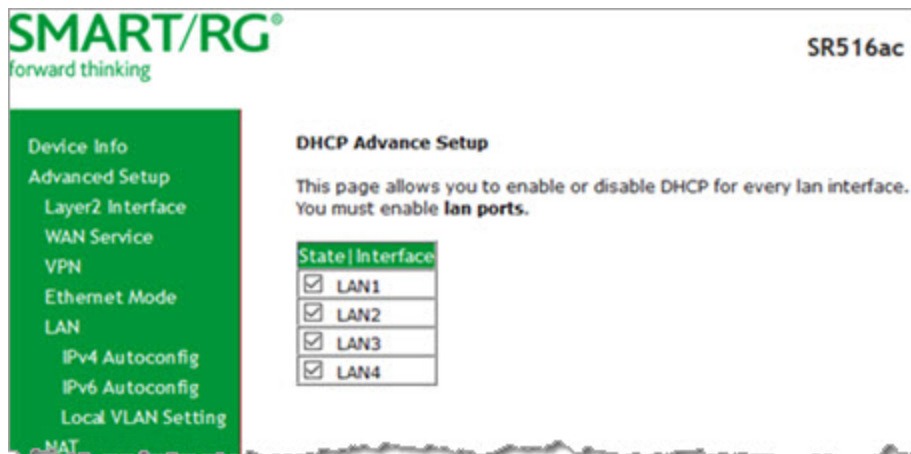 SMART/RG®
forward thinking
SR516ac
Device Info
Advanced Setup
Layer2 Interface
WAN Service
VPN
Ethernet Mode
LAN
IPv4 Autoconfig
IPv6 Autoconfig
Local VLAN Setting
NAT
DHCP Advance Setup
This page allows you to enable or disable DHCP for every lan interface.
You must enable lan ports.
State|Interface
LAN1
LAN2
LAN3
LAN4